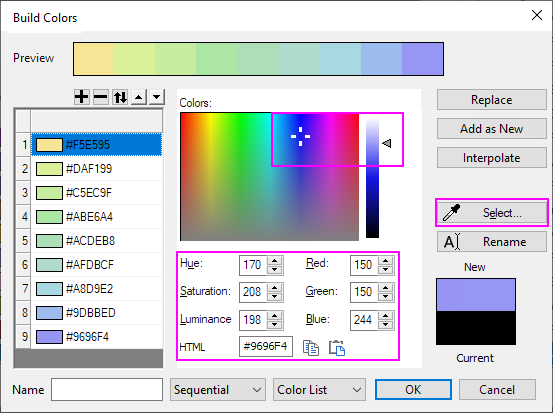 Build Colors
Preview
Colors:
1 #F5E595
2 #DAF199
3 #C5EC9F
4 #ABE6A4
5 #ACDEB8
6 #AFDBCF
7 #A8D9E2
8 #9DBBED
9 #9696F4
Hue: 170 Red: 150
Saturation: 208 Green: 150
Luminance 198 Blue: 244
HTML #9696F4
Replace
Add as New
Interpolate
Select...
Rename
New
Current
Name Sequential Color List OK Cancel